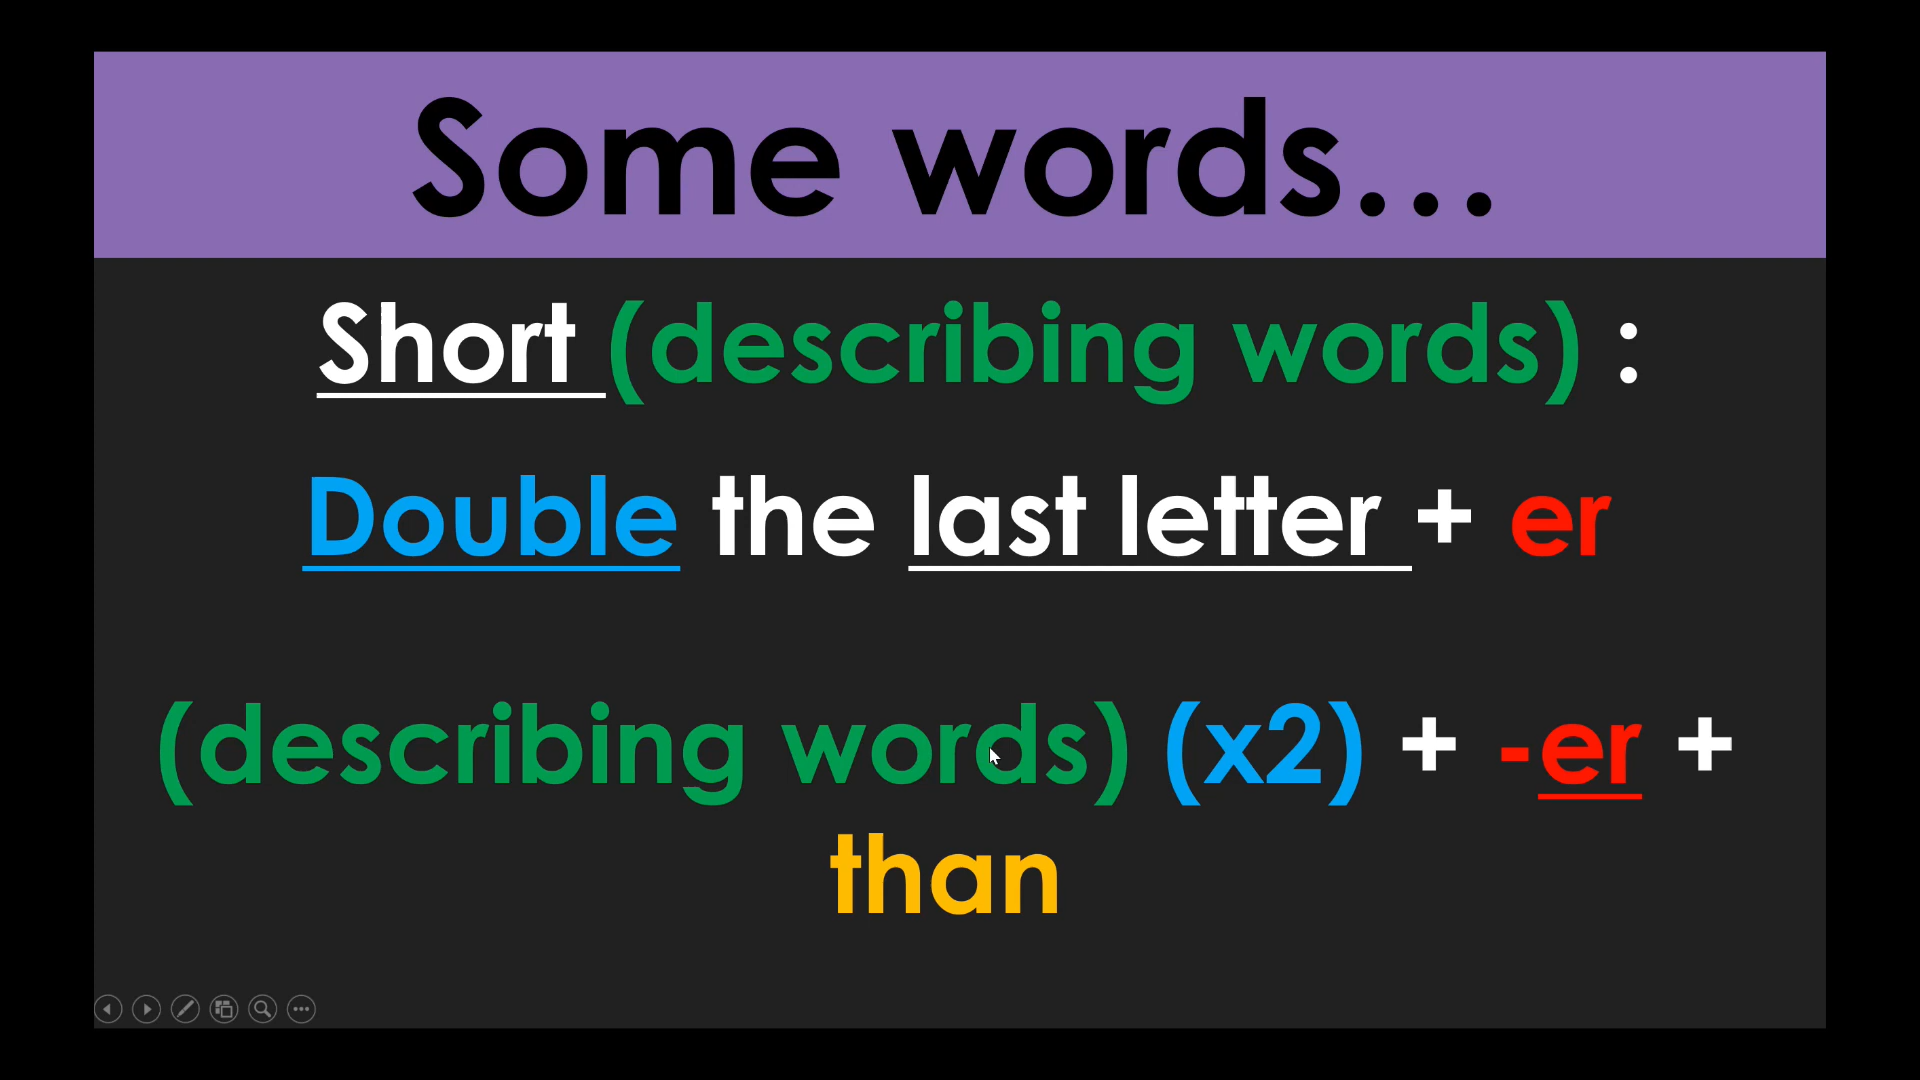 Some words...
Short (describing words) :
Double the last letter + er
(describing words) (x2) + -er +
than